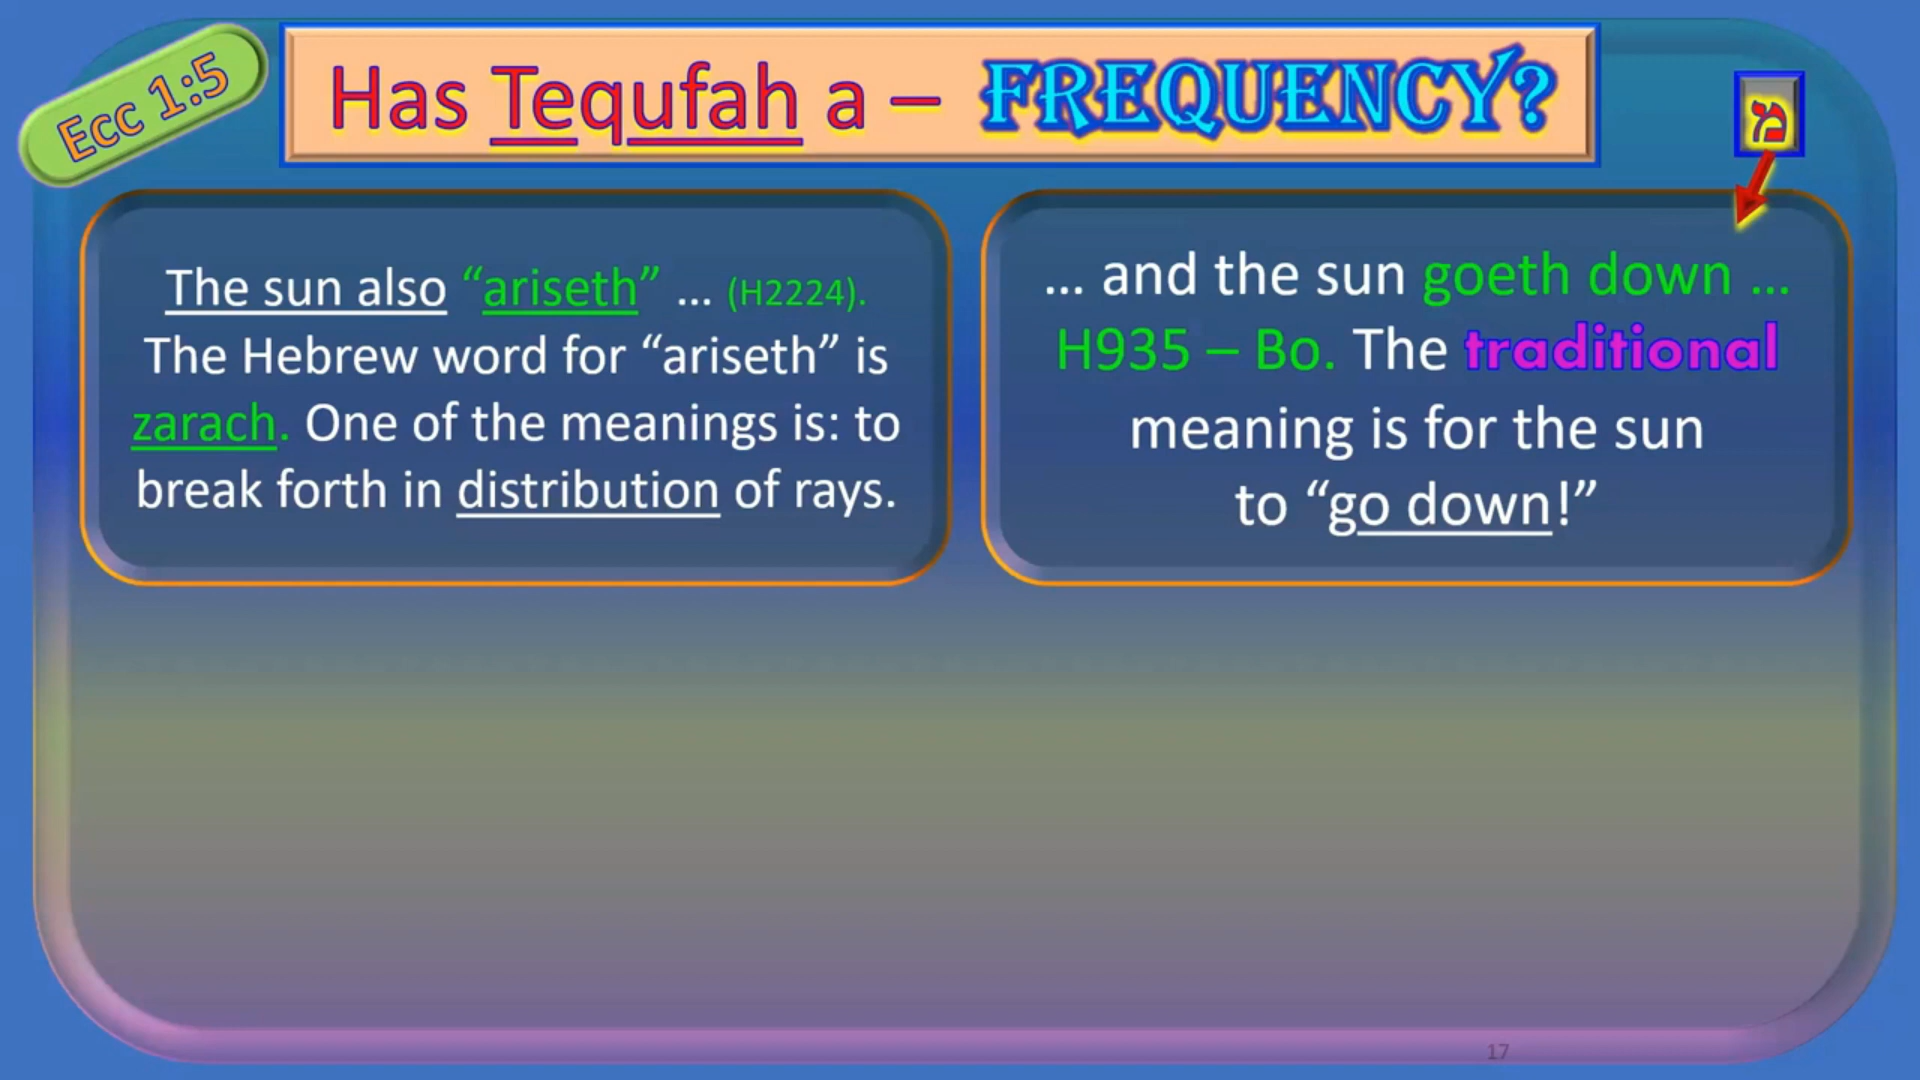 Ecc 1:5
Has Tequfah a – FREQUENCY?
מ
The sun also “ariseth” ... (H2224).
The Hebrew word for “ariseth” is
zarach. One of the meanings is: to
break forth in distribution of rays.
... and the sun goeth down ...
H935 – Bo. The traditional
meaning is for the sun
to “go down!”
17